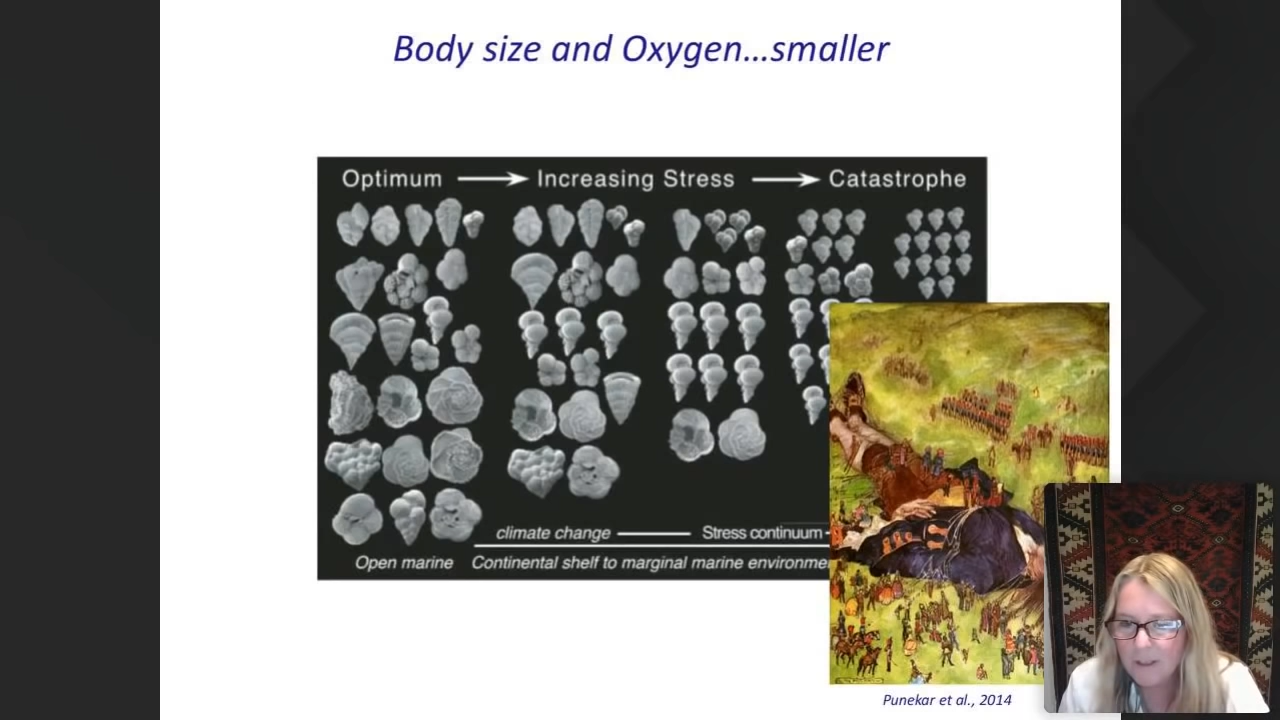 Body size and Oxygen...smaller
Optimum Increasing Stress Catastrophe
climate change Stress continuum
Open marine Continental shelf to marginal marine
Punekar et al., 2014